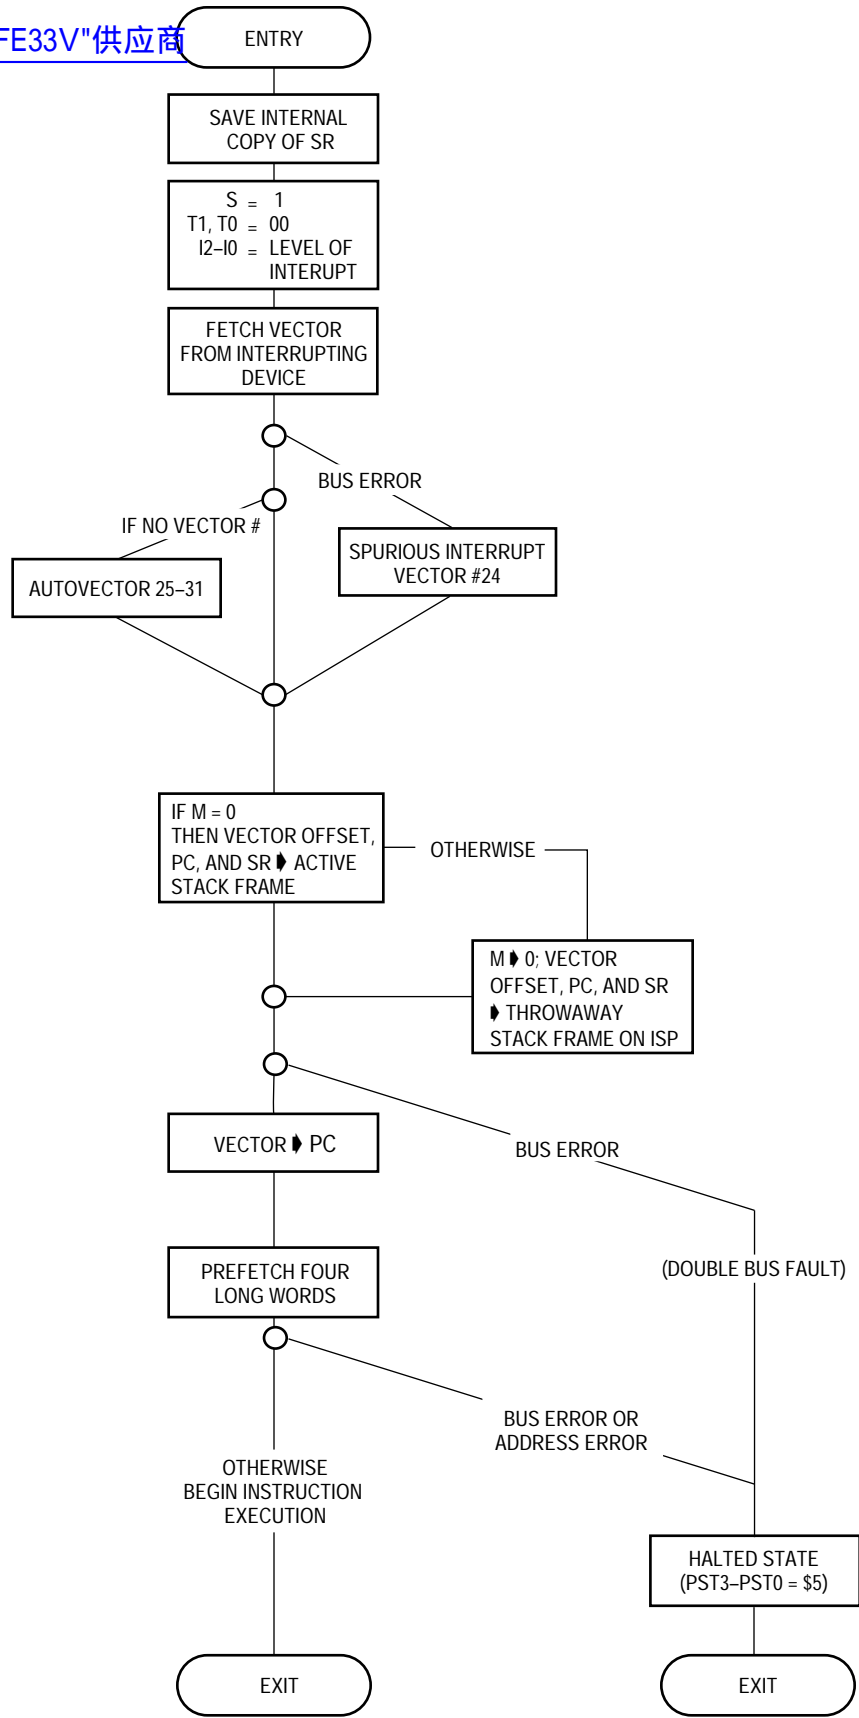 FE33V"供应商
ENTRY
SAVE INTERNAL
COPY OF SR
S = 1
T1, T0 = 00
I2–I0 = LEVEL OF
INTERUPT
FETCH VECTOR
FROM INTERRUPTING
DEVICE
BUS ERROR
IF NO VECTOR #
SPURIOUS INTERRUPT
VECTOR #24
AUTOVECTOR 25–31
IF M = 0
THEN VECTOR OFFSET,
PC, AND SR ➧ ACTIVE
STACK FRAME
OTHERWISE
M ➧ 0; VECTOR
OFFSET, PC, AND SR
➧ THROWAWAY
STACK FRAME ON ISP
VECTOR ➧ PC
BUS ERROR
(DOUBLE BUS FAULT)
PREFETCH FOUR
LONG WORDS
BUS ERROR OR
ADDRESS ERROR
OTHERWISE
BEGIN INSTRUCTION
EXECUTION
HALTED STATE
(PST3–PST0 = $5)
EXIT
EXIT